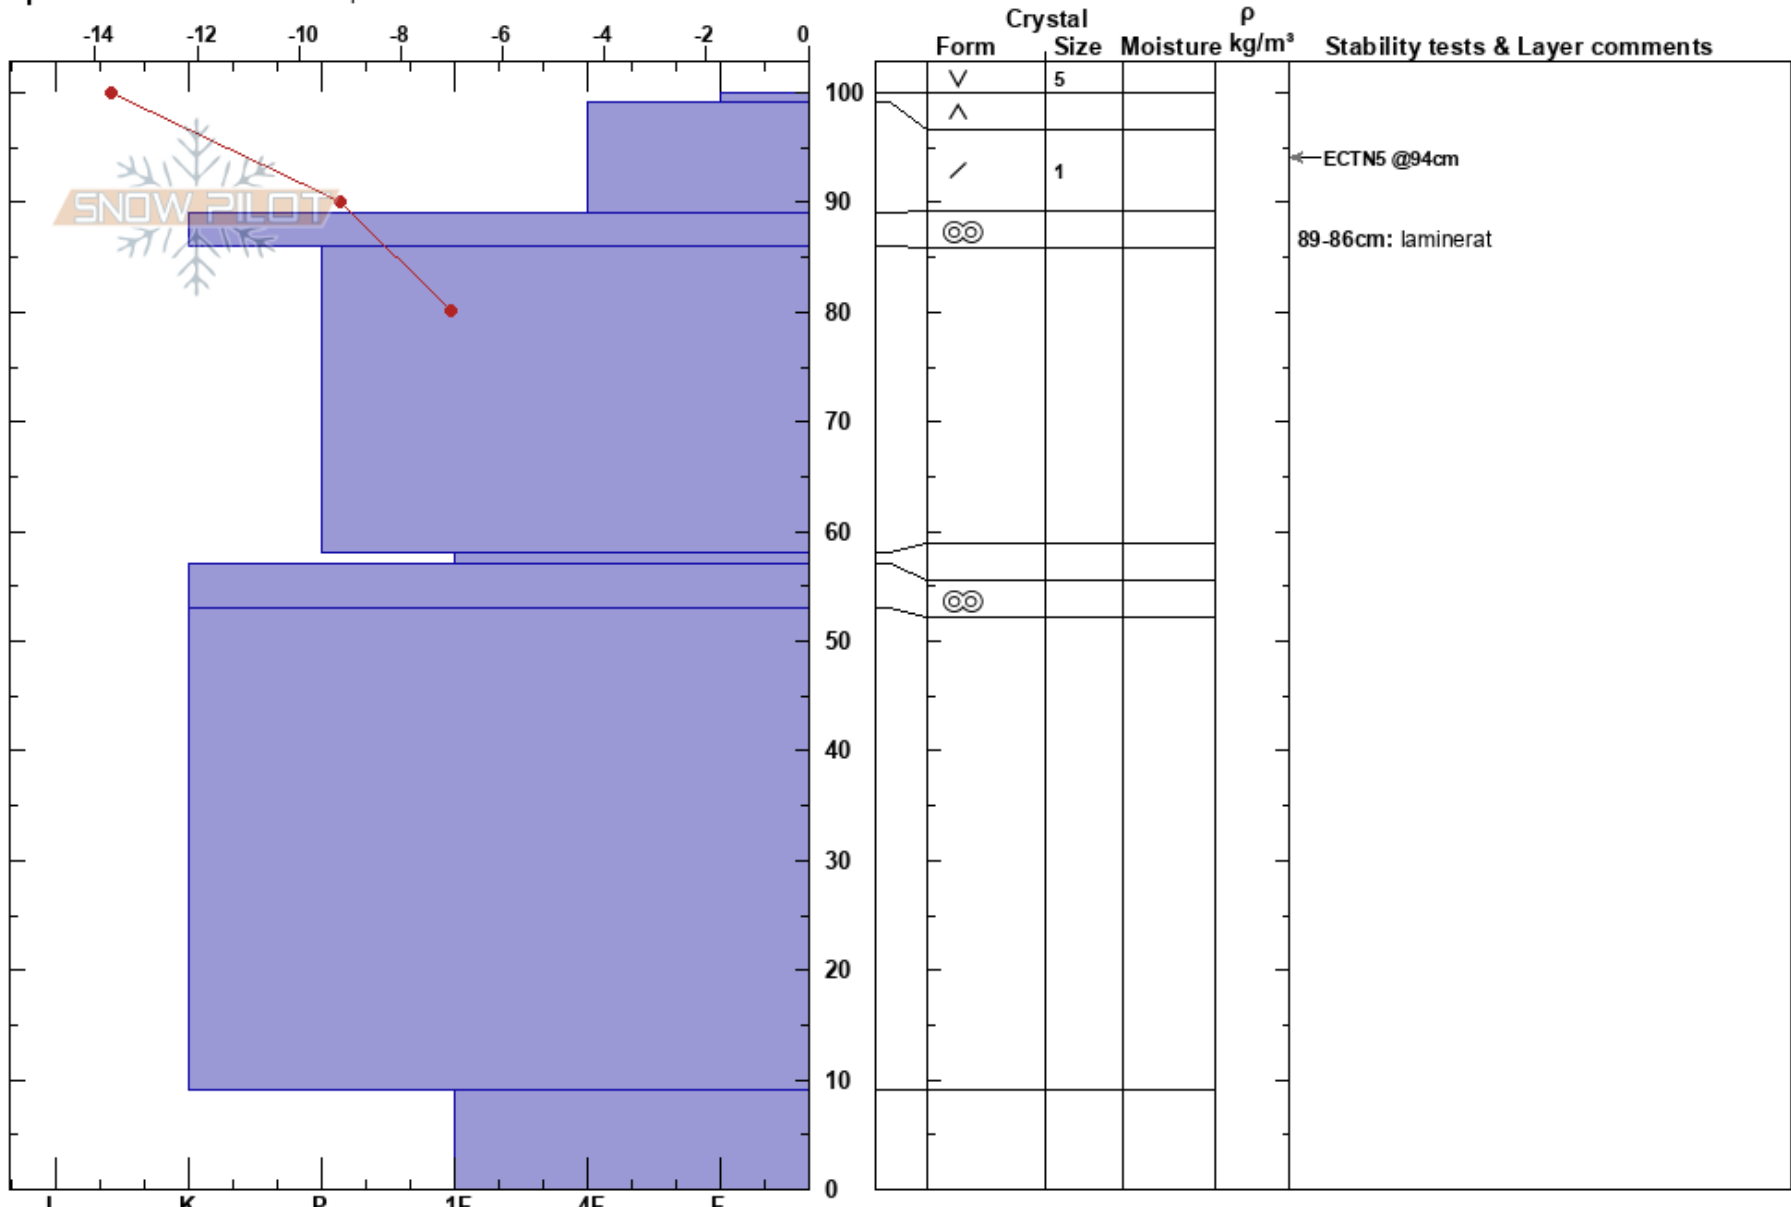 Crystal ρ
-14 -12 -10 -8 -6 -4 -2 0 Form Size Moisture kg/m³ Stability tests & Layer comments
5
100
ECTN5 @94cm
1
90
SNOW PILOT
89-86cm: laminerat
80
70
60
50
40
30
20
10
0
I K P 1F 4F F